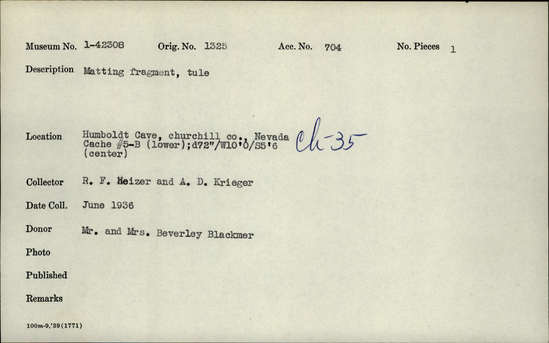 Museum No. 1-42308 Orig. No. 1325 Acc. No. 704 No. Pieces 1
Description Matting fragment, tule
Location Humboldt Cave, churchill co., Nevada
Cache #5-B (lower);d72"/W10'0/S5'6
(center)
Ch-35
Collector R. F. Heizer and A. D. Krieger
Date Coll. June 1936
Donor Mr. and Mrs. Beverley Blackmer
Photo
Published
Remarks
100m-9,'39(1771)